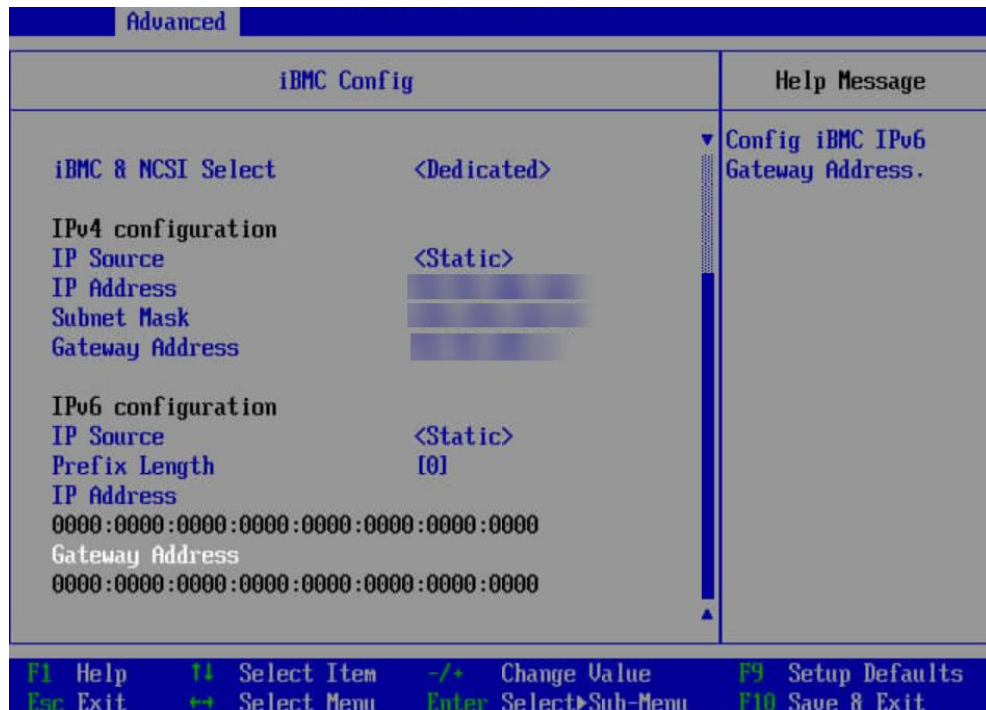 Advanced
iBMC Config
Help Message
iBMC & NCSI Select <Dedicated>
Config iBMC IPv6
Gateway Address.
IPv4 configuration
IP Source <Static>
IP Address
Subnet Mask
Gateway Address
IPv6 configuration
IP Source <Static>
Prefix Length [0]
IP Address
0000:0000:0000:0000:0000:0000:0000:0000
Gateway Address
0000:0000:0000:0000:0000:0000:0000:0000
F1 Help ↑↓ Select Item -/+ Change Value F9 Setup Defaults
Esc Exit ←→ Select Menu Enter Select▶Sub-Menu F10 Save & Exit